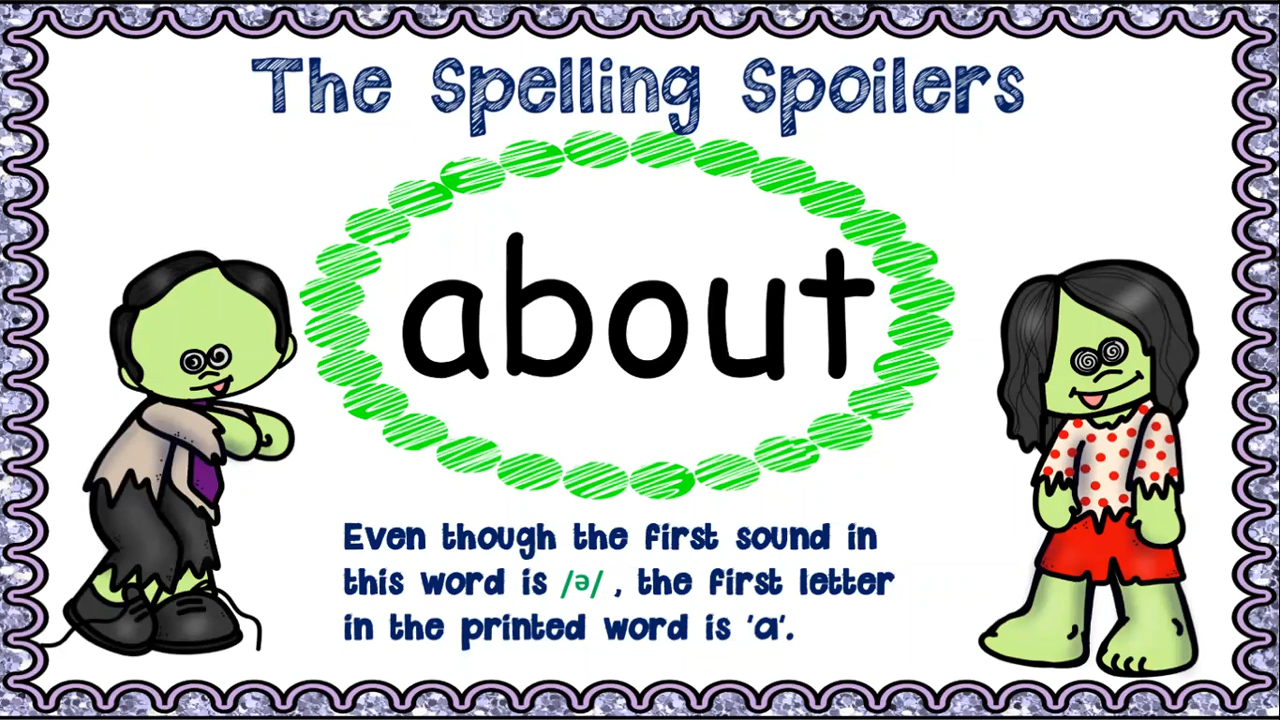 The Spelling Spoilers
about
Even though the first sound in
this word is /ə/ , the first letter
in the printed word is 'a'.